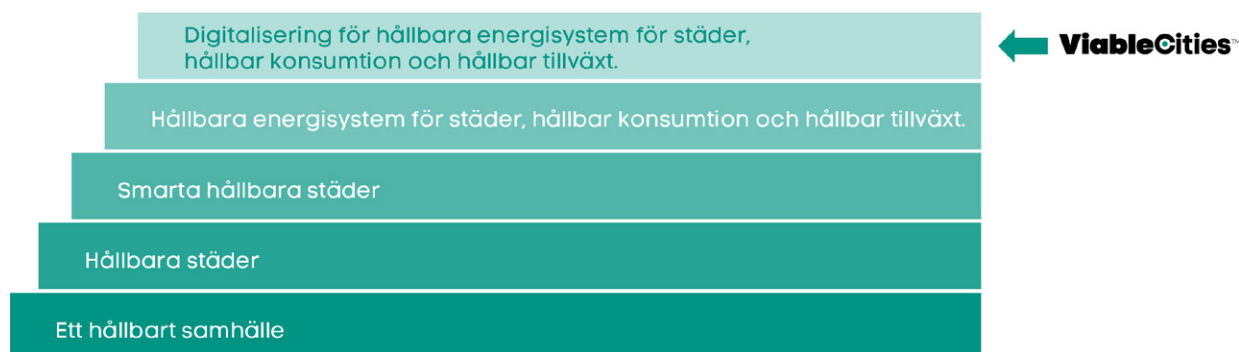 Digitalisering för hållbara energisystem för städer,
hållbar konsumtion och hållbar tillväxt.
ViableCities™
Hållbara energisystem för städer, hållbar konsumtion och hållbar tillväxt.
Smarta hållbara städer
Hållbara städer
Ett hållbart samhälle